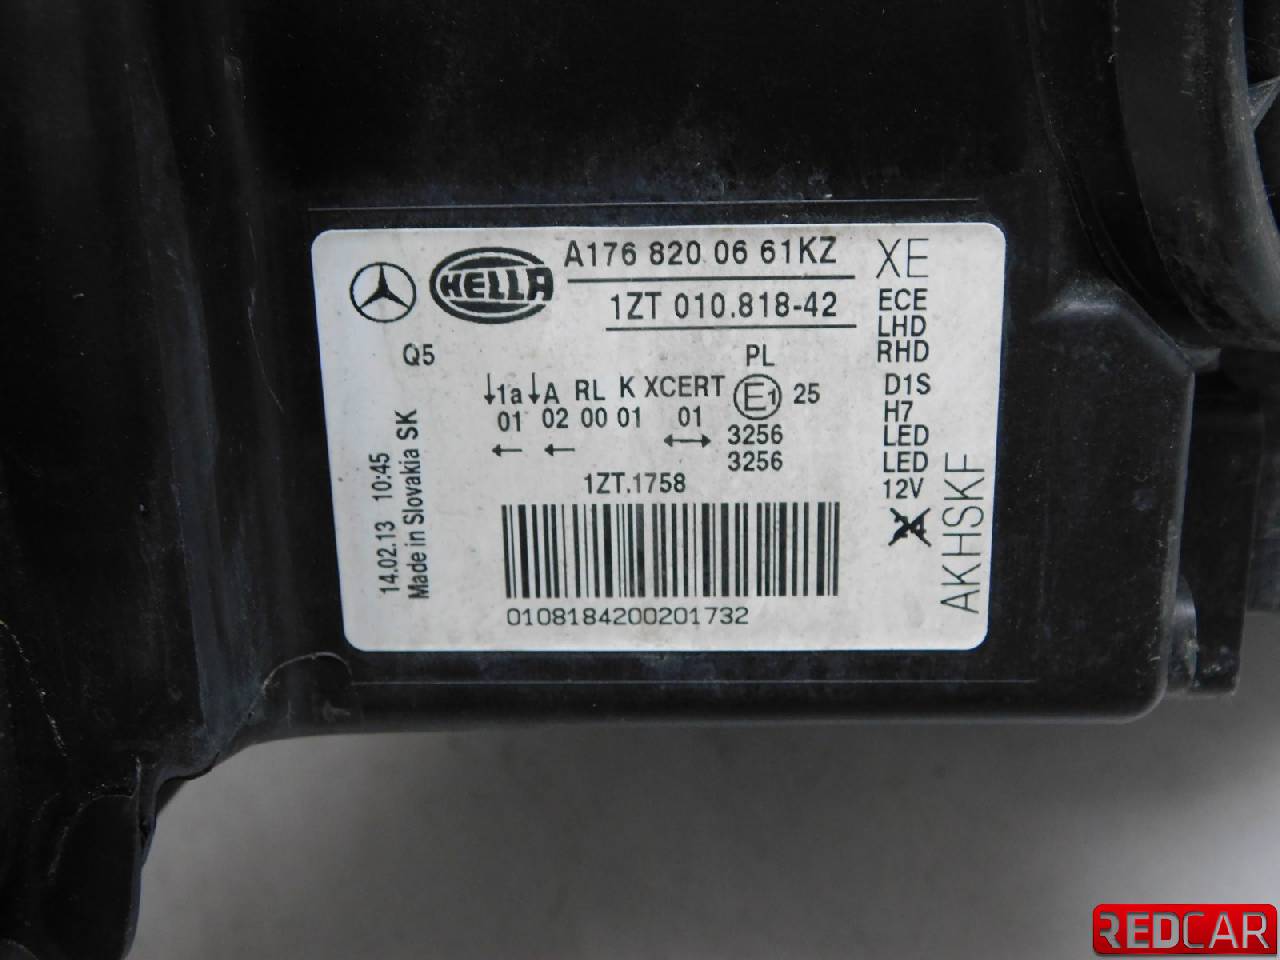 HELLA
A176 820 06 61KZ
1ZT 010.818-42
XE
ECE
LHD
RHD
D1S
H7
LED
LED
12V
24
AKHSKF
Q5
PL
↓1a ↓A RL K XCERT E1 25
01 02 00 01 01
← ← ↔ 3256
3256
1ZT.1758
14.02.13 10:45
Made in Slovakia SK
0108184200201732
REDCAR